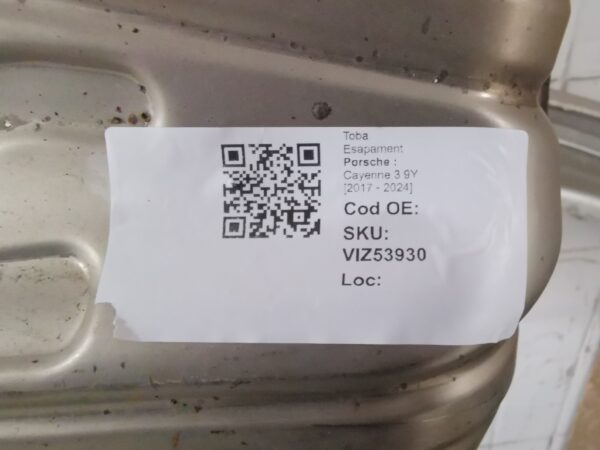 Toba
Esapament
Porsche :
Cayenne 3 9Y
[2017 - 2024]
Cod OE:
SKU:
VIZ53930
Loc: